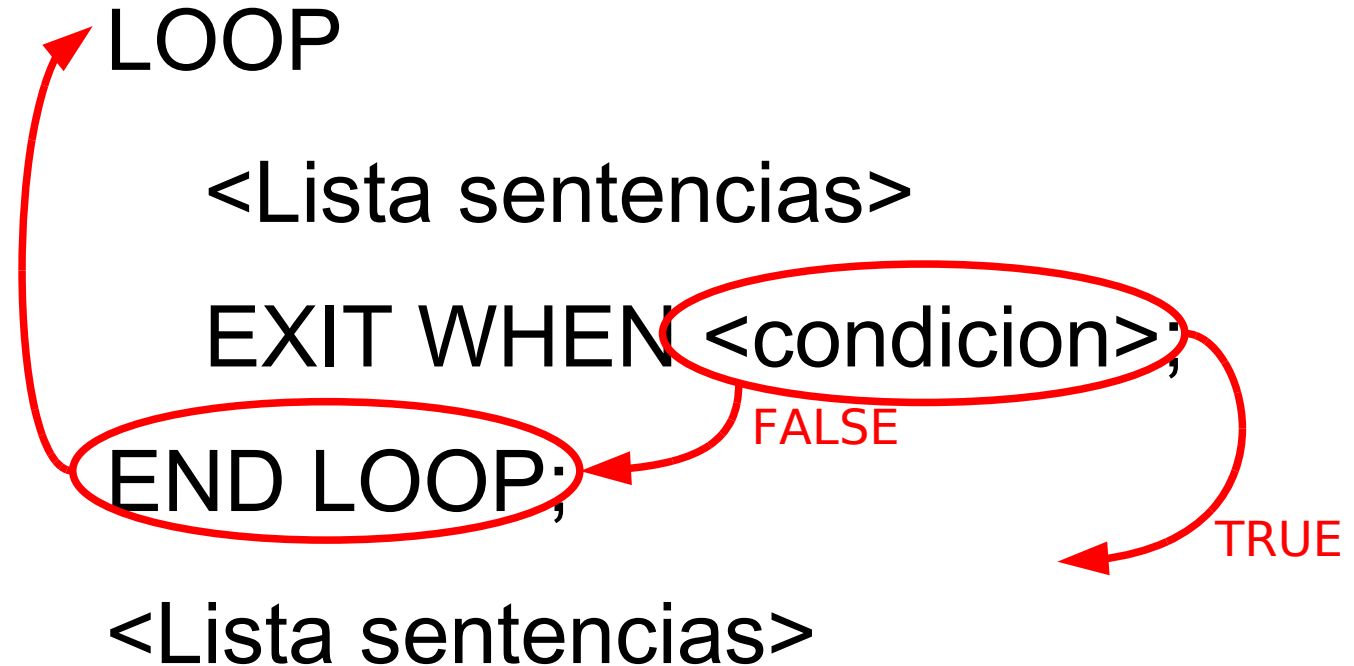 LOOP
<Lista sentencias>
EXIT WHEN <condicion>;
FALSE
END LOOP;
TRUE
<Lista sentencias>